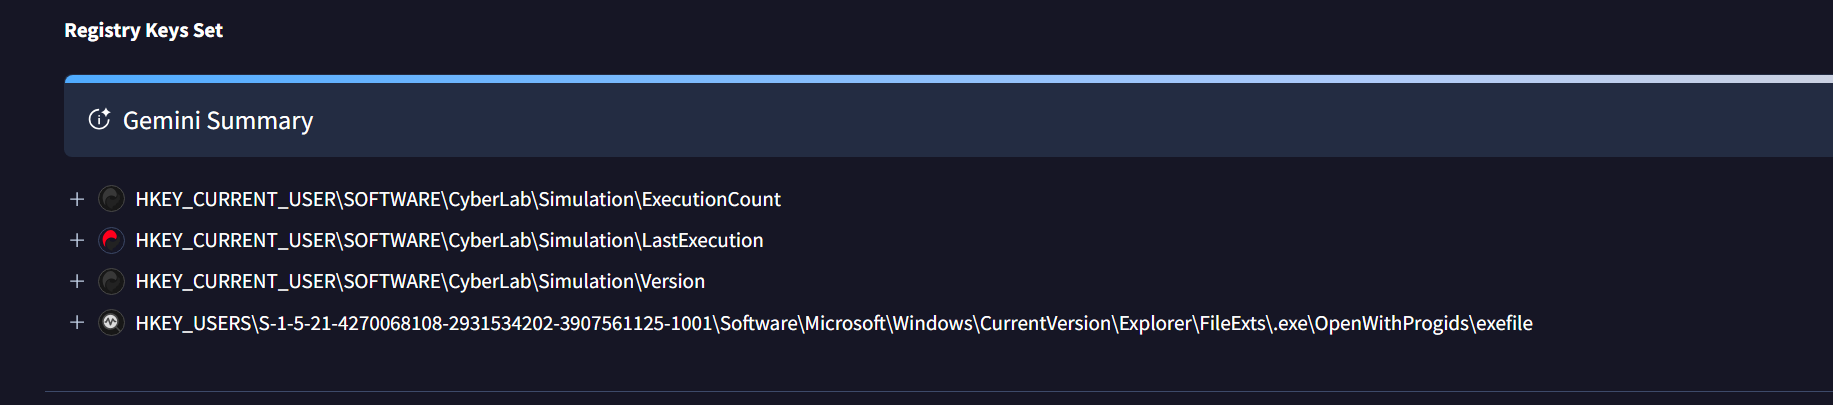 Registry Keys Set
Gemini Summary
HKEY_CURRENT_USER\SOFTWARE\CyberLab\Simulation\ExecutionCount
HKEY_CURRENT_USER\SOFTWARE\CyberLab\Simulation\LastExecution
HKEY_CURRENT_USER\SOFTWARE\CyberLab\Simulation\Version
HKEY_USERS\S-1-5-21-4270068108-2931534202-3907561125-1001\Software\Microsoft\Windows\CurrentVersion\Explorer\FileExts\.exe\OpenWithProgids\exefile